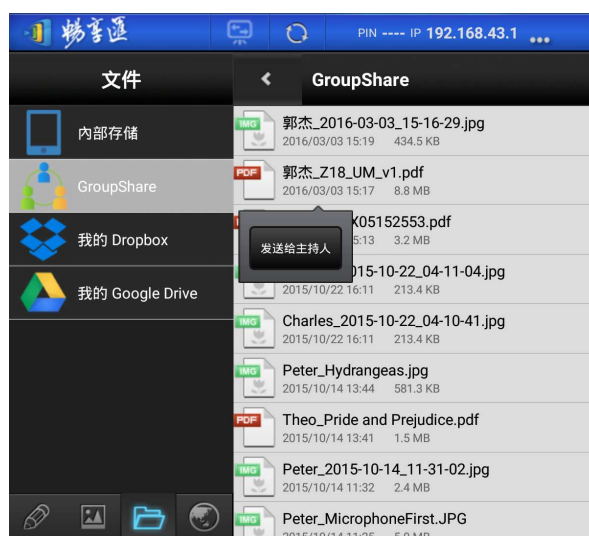 畅享匯
PIN ---- IP 192.168.43.1 ...
文件
GroupShare
内部存储
GroupShare
我的 Dropbox
我的 Google Drive
IMG
郭杰_2016-03-03_15-16-29.jpg
2016/03/03 15:19 434.5 KB
PDF
郭杰_Z18_UM_v1.pdf
2016/03/03 15:17 8.8 MB
X05152553.pdf
5:13 3.2 MB
发送给主持人
015-10-22_04-11-04.jpg
2015/10/22 16:11 213.4 KB
IMG
Charles_2015-10-22_04-10-41.jpg
2015/10/22 16:11 213.4 KB
IMG
Peter_Hydrangeas.jpg
2015/10/14 13:44 581.3 KB
PDF
Theo_Pride and Prejudice.pdf
2015/10/14 13:41 1.5 MB
IMG
Peter_2015-10-14_11-31-02.jpg
2015/10/14 11:32 2.4 MB
IMG
Peter_MicrophoneFirst.JPG